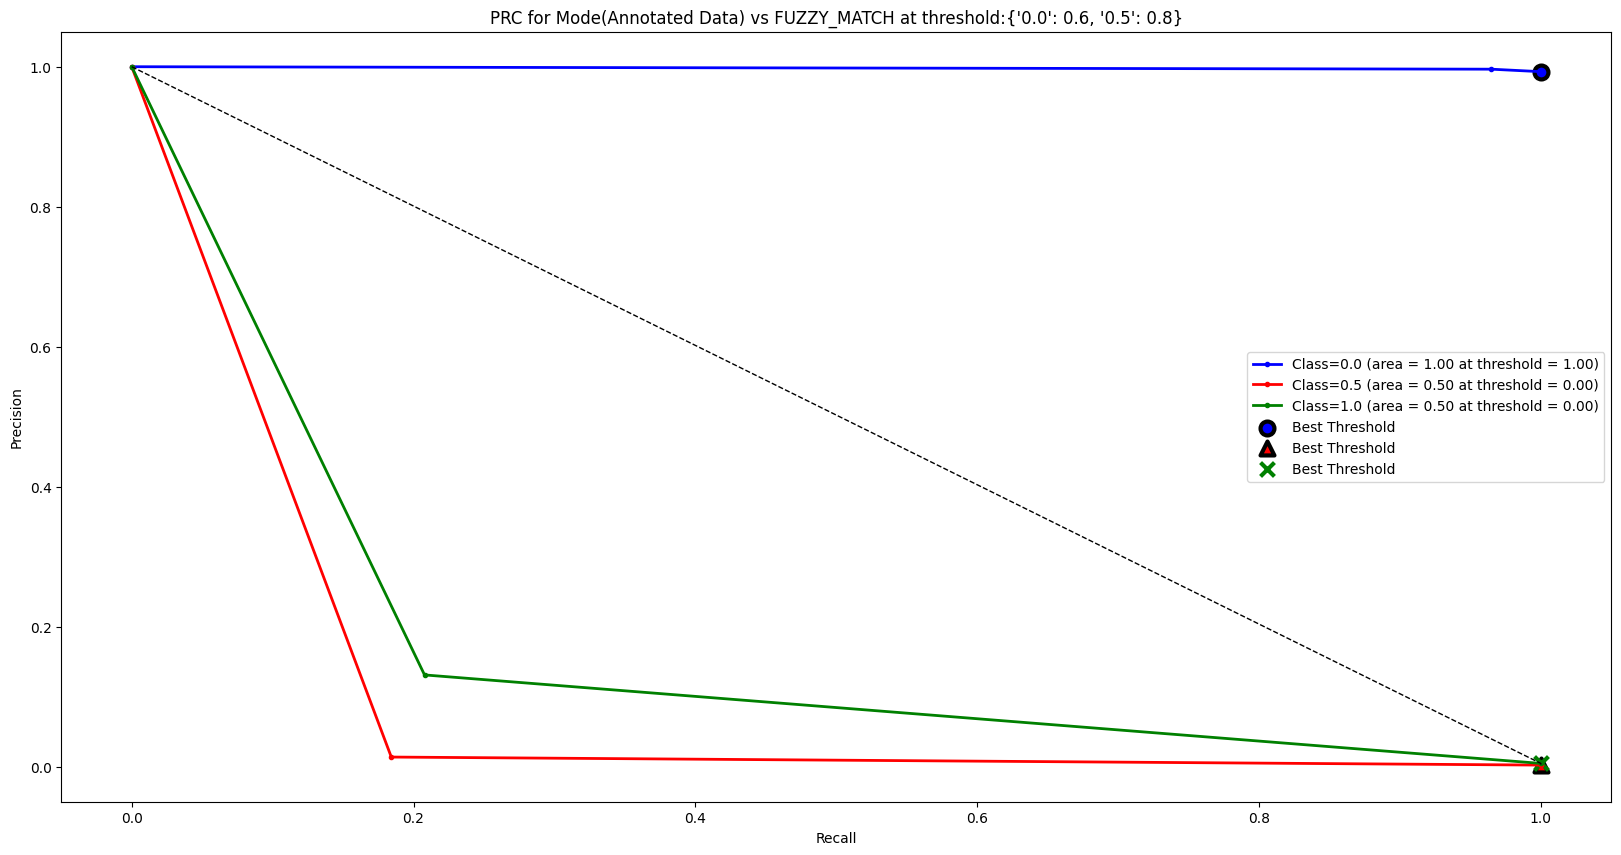 PRC for Mode(Annotated Data) vs FUZZY_MATCH at threshold:{'0.0': 0.6, '0.5': 0.8}
1.0
0.8
0.6
0.4
0.2
0.0
Precision
Class=0.0 (area = 1.00 at threshold = 1.00)
Class=0.5 (area = 0.50 at threshold = 0.00)
Class=1.0 (area = 0.50 at threshold = 0.00)
Best Threshold
Best Threshold
Best Threshold
0.0 0.2 0.4 0.6 0.8 1.0
Recall